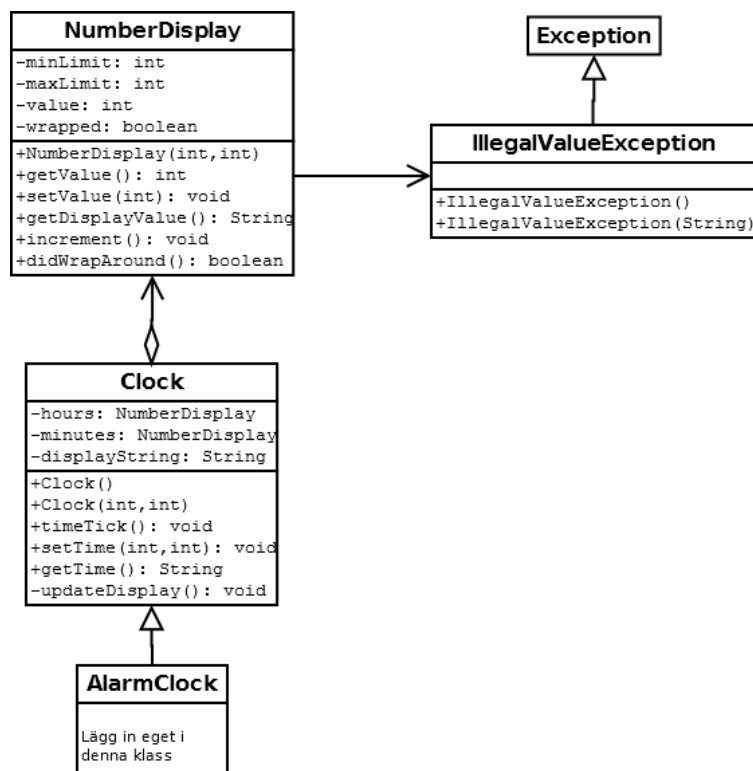 NumberDisplay
-minLimit: int
-maxLimit: int
-value: int
-wrapped: boolean
+NumberDisplay(int,int)
+getValue(): int
+setValue(int): void
+getDisplayValue(): String
+increment(): void
+didWrapAround(): boolean
Exception
IllegalValueException
+IllegalValueException()
+IllegalValueException(String)
Clock
-hours: NumberDisplay
-minutes: NumberDisplay
-displayString: String
+Clock()
+Clock(int,int)
+timeTick(): void
+setTime(int,int): void
+getTime(): String
-updateDisplay(): void
AlarmClock
Lägg in eget i
denna klass